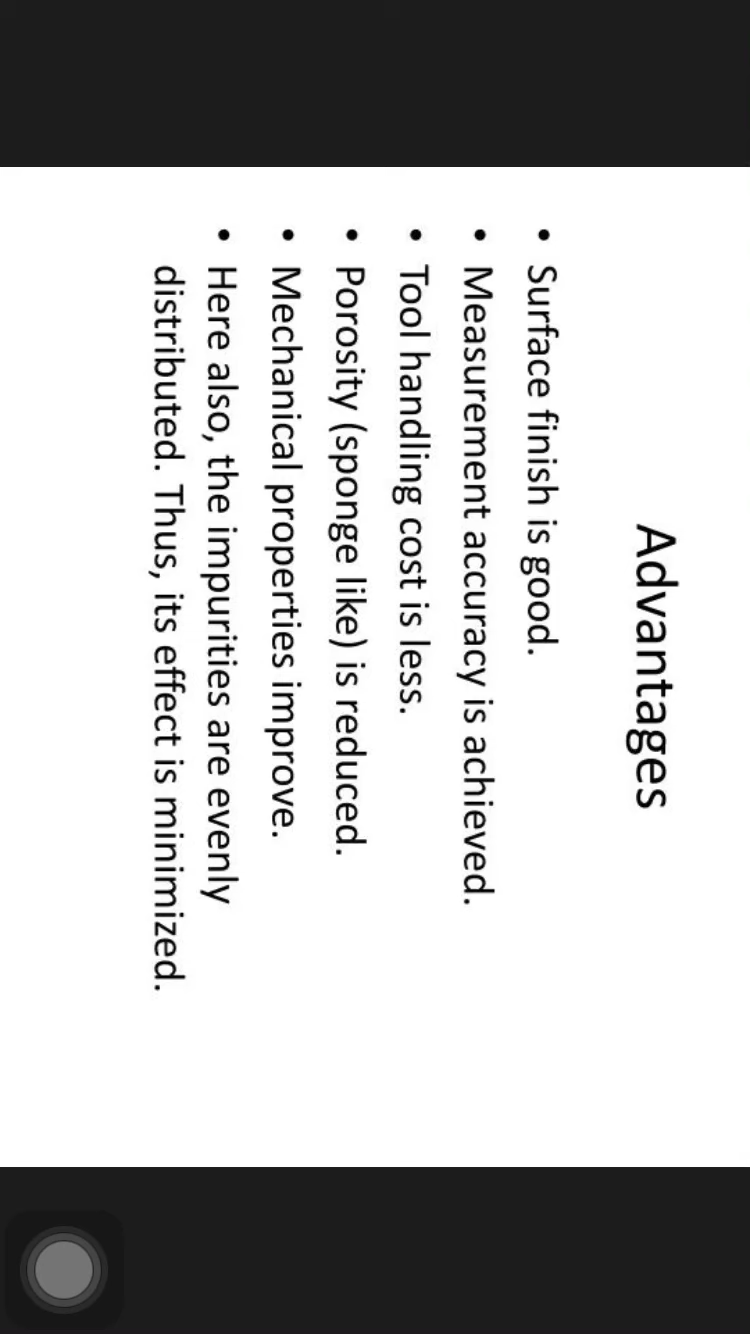 Advantages
• Surface finish is good.
• Measurement accuracy is achieved.
• Tool handling cost is less.
• Porosity (sponge like) is reduced.
• Mechanical properties improve.
• Here also, the impurities are evenly
distributed. Thus, its effect is minimized.